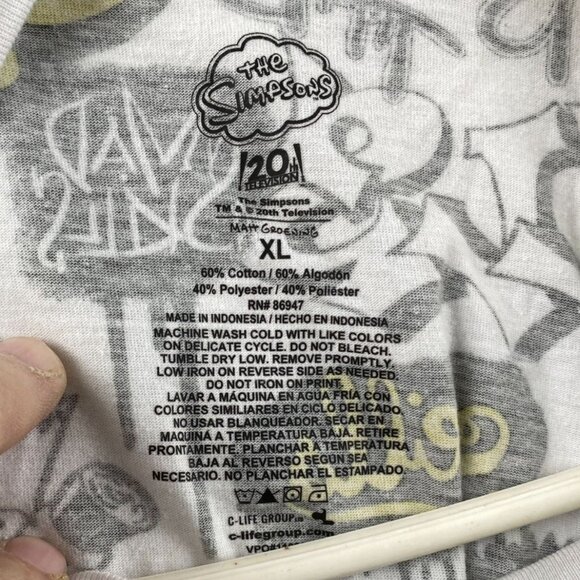 THE
SIMPSONS
20th
TELEVISION
The Simpsons
TM & © 20th Television
MATT GROENING
XL
60% Cotton / 60% Algodón
40% Polyester / 40% Poliéster
RN# 86947
MADE IN INDONESIA / HECHO EN INDONESIA
MACHINE WASH COLD WITH LIKE COLORS
ON DELICATE CYCLE. DO NOT BLEACH.
TUMBLE DRY LOW. REMOVE PROMPTLY.
LOW IRON ON REVERSE SIDE AS NEEDED.
DO NOT IRON ON PRINT.
LAVAR A MÁQUINA EN AGUA FRÍA CON
COLORES SIMILARES EN CICLO DELICADO.
NO USAR BLANQUEADOR. SECAR EN
MAQUINA A TEMPERATURA BAJA. RETIRE
PRONTAMENTE. PLANCHAR A TEMPERATURA
BAJA AL REVERSO SEGÚN SEA
NECESARIO. NO PLANCHAR EL ESTAMPADO.
C-LIFE GROUP
c-lifegroup.com